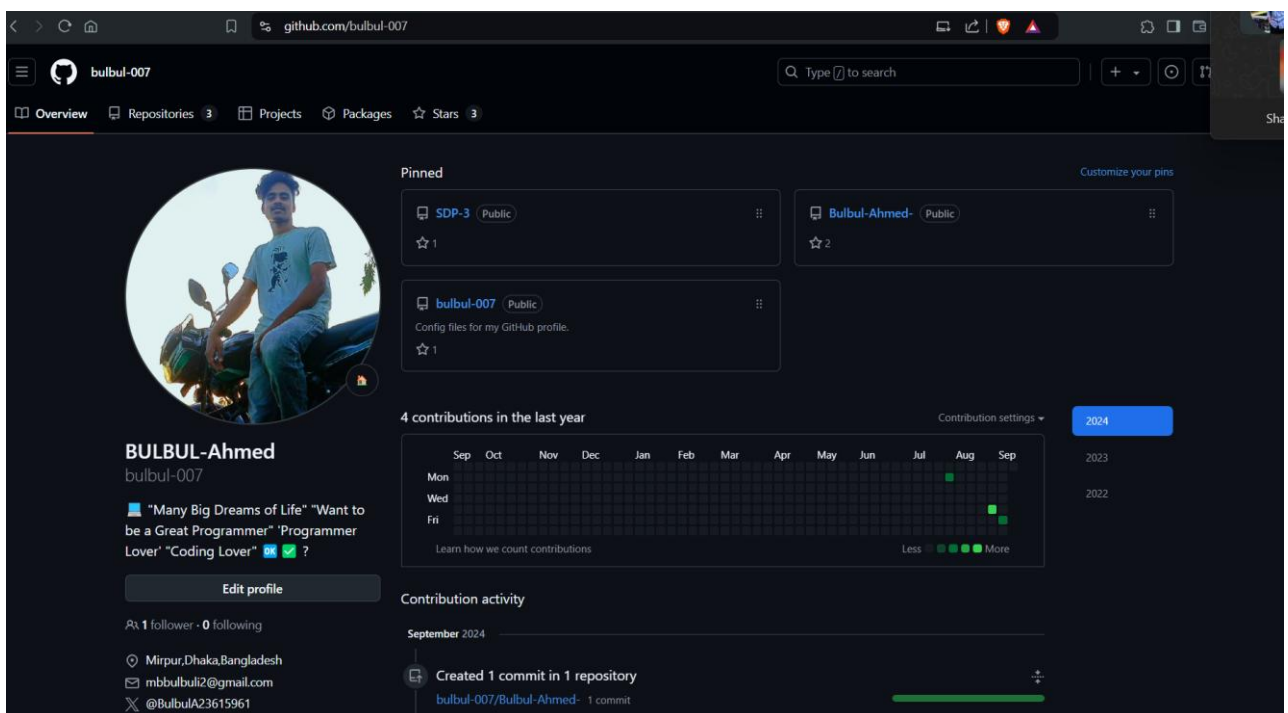 github.com/bulbul-007
bulbul-007
Type / to search
Overview Repositories 3 Projects Packages Stars 3
Pinned
Customize your pins
SDP-3 Public
1
Bulbul-Ahmed- Public
2
bulbul-007 Public
Config files for my GitHub profile.
1
4 contributions in the last year
Contribution settings
2024
2023
2022
Sep Oct Nov Dec Jan Feb Mar Apr May Jun Jul Aug Sep
Mon
Wed
Fri
Learn how we count contributions
Less More
BULBUL-Ahmed
bulbul-007
💻 "Many Big Dreams of Life" "Want to
be a Great Programmer" 'Programmer
Lover' "Coding Lover" 🆗 ✅ ?
Edit profile
1 follower · 0 following
Mirpur,Dhaka,Bangladesh
mbbulbuli2@gmail.com
@BulbulA23615961
Contribution activity
September 2024
Created 1 commit in 1 repository
bulbul-007/Bulbul-Ahmed- 1 commit